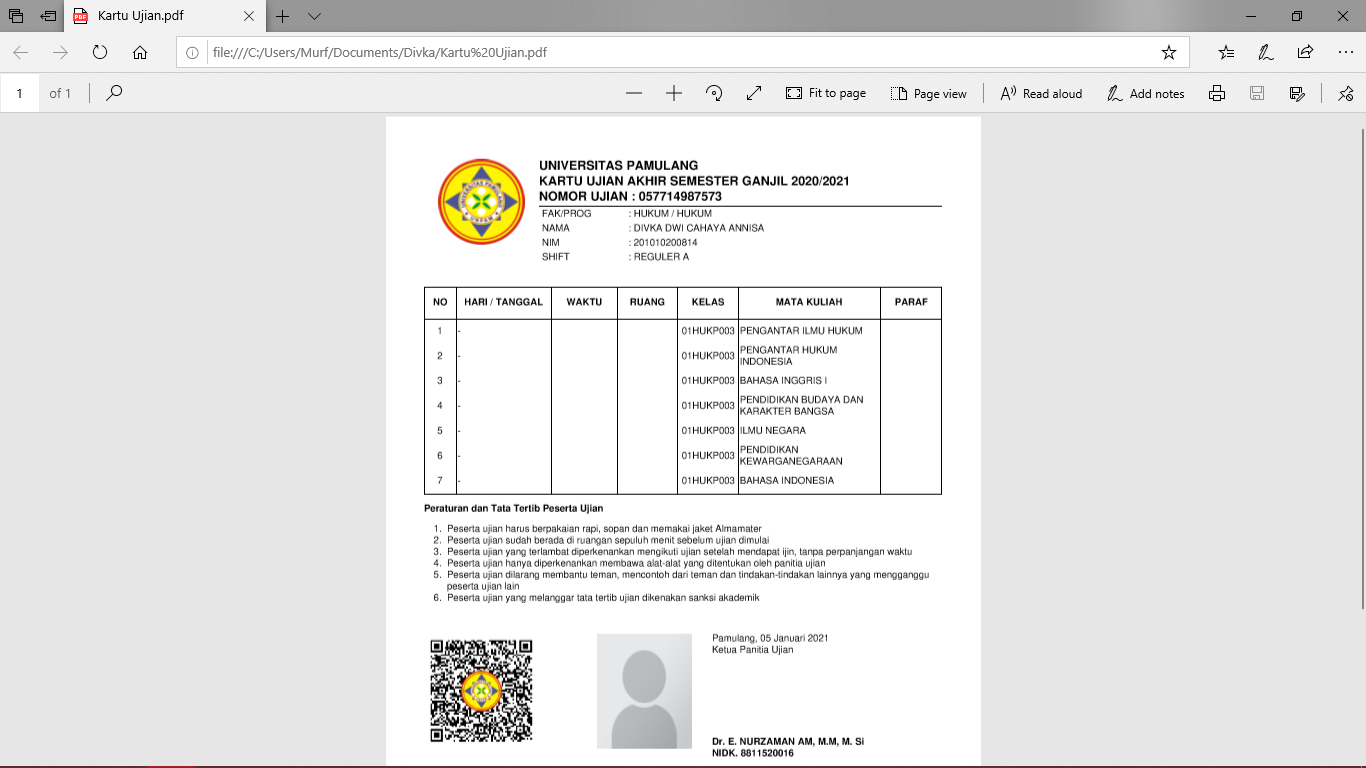 Kartu Ujian.pdf
file:///C:/Users/Murf/Documents/Divka/Kartu%20Ujian.pdf
1 of 1 Fit to page Page view Read aloud Add notes
UNIVERSITAS PAMULANG
KARTU UJIAN AKHIR SEMESTER GANJIL 2020/2021
NOMOR UJIAN : 057714987573
FAK/PROG : HUKUM / HUKUM
NAMA : DIVKA DWI CAHAYA ANNISA
NIM : 201010200814
SHIFT : REGULER A
NO HARI / TANGGAL WAKTU RUANG KELAS MATA KULIAH PARAF
1 - 01HUKP003 PENGANTAR ILMU HUKUM
2 - 01HUKP003 PENGANTAR HUKUM
INDONESIA
3 - 01HUKP003 BAHASA INGGRIS I
4 - 01HUKP003 PENDIDIKAN BUDAYA DAN
KARAKTER BANGSA
5 - 01HUKP003 ILMU NEGARA
6 - 01HUKP003 PENDIDIKAN
KEWARGANEGARAAN
7 - 01HUKP003 BAHASA INDONESIA
Peraturan dan Tata Tertib Peserta Ujian
1. Peserta ujian harus berpakaian rapi, sopan dan memakai jaket Almamater
2. Peserta ujian sudah berada di ruangan sepuluh menit sebelum ujian dimulai
3. Peserta ujian yang terlambat diperkenankan mengikuti ujian setelah mendapat ijin, tanpa perpanjangan waktu
4. Peserta ujian hanya diperkenankan membawa alat-alat yang ditentukan oleh panitia ujian
5. Peserta ujian dilarang membantu teman, mencontoh dari teman dan tindakan-tindakan lainnya yang mengganggu
peserta ujian lain
6. Peserta ujian yang melanggar tata tertib ujian dikenakan sanksi akademik
Pamulang, 05 Januari 2021
Ketua Panitia Ujian
Dr. E. NURZAMAN AM, M.M, M. Si
NIDK. 8811520016